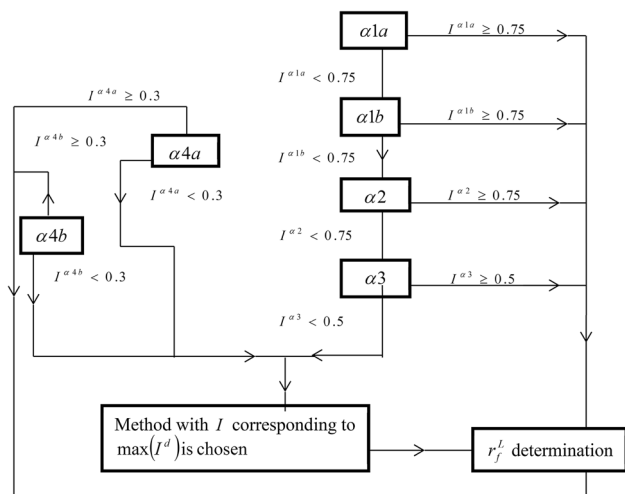 α1a
I^{α1a} ≥ 0.75
I^{α1a} < 0.75
I^{α4a} ≥ 0.3
α1b
I^{α1b} ≥ 0.75
I^{α4b} ≥ 0.3
α4a
I^{α1b} < 0.75
I^{α4a} < 0.3
α2
I^{α2} ≥ 0.75
α4b
I^{α2} < 0.75
I^{α4b} < 0.3
α3
I^{α3} ≥ 0.5
I^{α3} < 0.5
Method with I corresponding to
max(I^d) is chosen
r_f^L determination